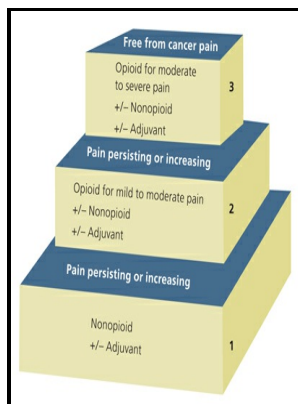 Free from cancer pain
Opioid for moderate
to severe pain
+/– Nonopioid
+/– Adjuvant
3
Pain persisting or increasing
Opioid for mild to moderate pain
+/– Nonopioid
+/– Adjuvant
2
Pain persisting or increasing
Nonopioid
+/– Adjuvant
1